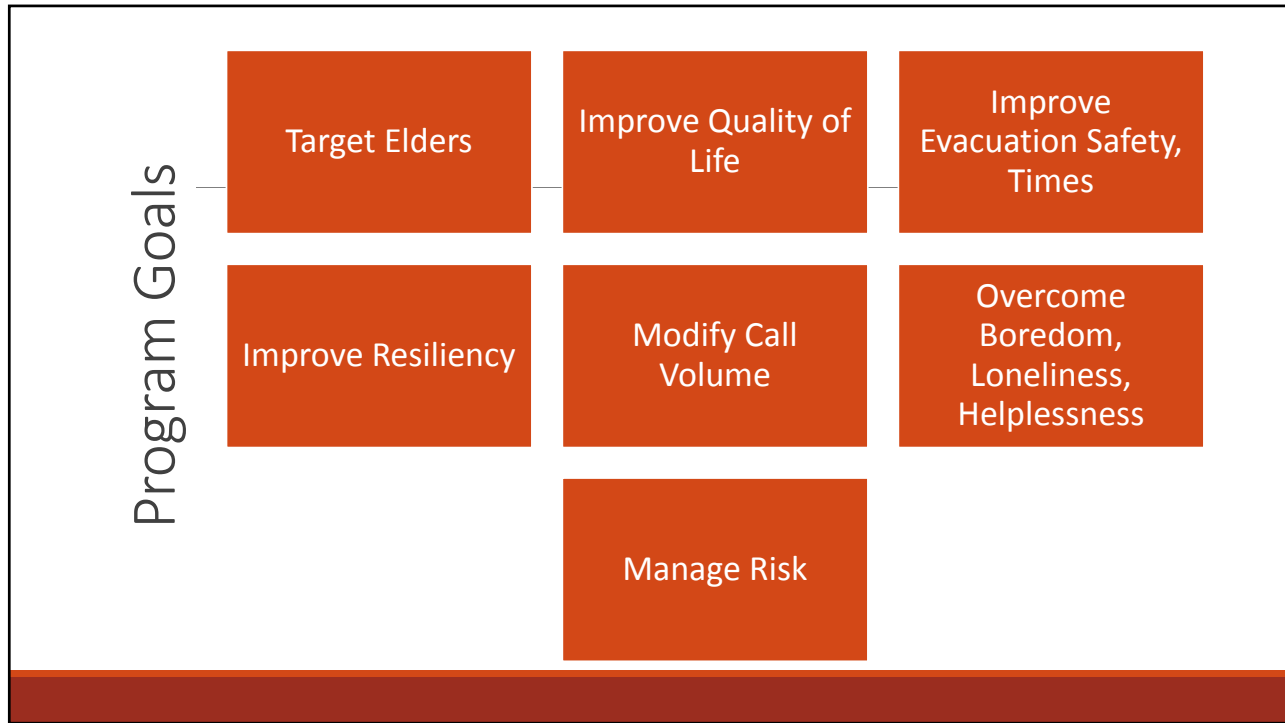 Program Goals
Target Elders
Improve Quality of
Life
Improve
Evacuation Safety,
Times
Improve Resiliency
Modify Call
Volume
Overcome
Boredom,
Loneliness,
Helplessness
Manage Risk